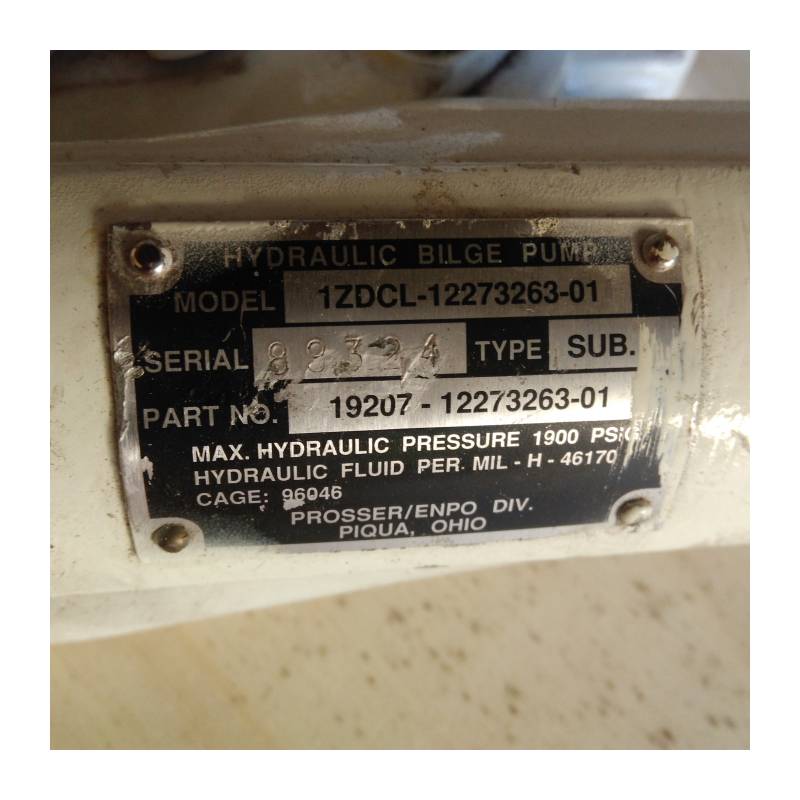 HYDRAULIC BILGE PUMP
MODEL 1ZDCL-12273263-01
SERIAL 88324 TYPE SUB.
PART NO. 19207 - 12273263-01
MAX. HYDRAULIC PRESSURE 1900 PSIG
HYDRAULIC FLUID PER MIL - H - 46170
CAGE: 96046
PROSSER/ENPO DIV.
PIQUA, OHIO